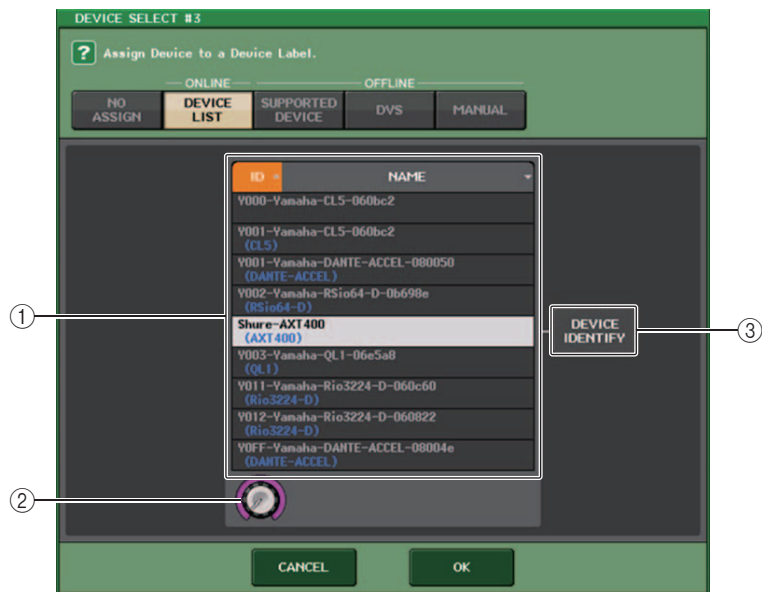 DEVICE SELECT #3
? Assign Device to a Device Label.
ONLINE OFFLINE
NO ASSIGN
DEVICE LIST
SUPPORTED DEVICE
DVS
MANUAL
ID NAME
Y000-Yamaha-CL5-060bc2
Y001-Yamaha-CL5-060bc2
(CL5)
Y001-Yamaha-DANTE-ACCEL-080050
(DANTE-ACCEL)
Y002-Yamaha-RSio64-D-0b698e
(RSio64-D)
① Shure-AXT400
(AXT400)
DEVICE IDENTIFY ③
Y003-Yamaha-QL1-06e5a8
(QL1)
Y011-Yamaha-Rio3224-D-060c60
(Rio3224-D)
Y012-Yamaha-Rio3224-D-060822
(Rio3224-D)
Y0FF-Yamaha-DANTE-ACCEL-08004e
(DANTE-ACCEL)
②
CANCEL OK